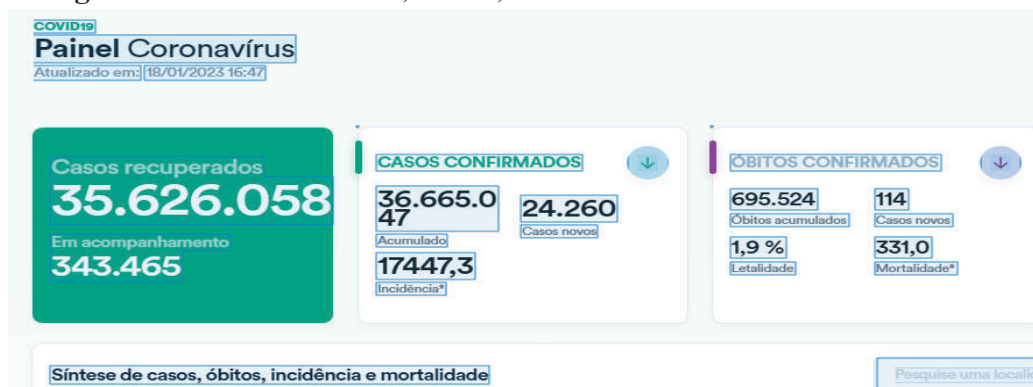 COVID19
Painel Coronavírus
Atualizado em: 18/01/2023 16:47
Casos recuperados
35.626.058
Em acompanhamento
343.465
CASOS CONFIRMADOS
36.665.0
47
Acumulado
24.260
Casos novos
17447,3
Incidência*
ÓBITOS CONFIRMADOS
695.524
Óbitos acumulados
114
Casos novos
1,9 %
Letalidade
331,0
Mortalidade*
Síntese de casos, óbitos, incidência e mortalidade
Pesquise uma